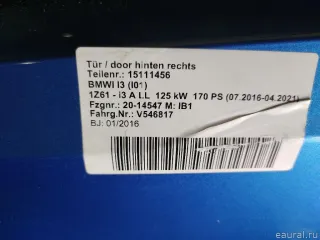 Tür / door hinten rechts
Teilenr.: 15111456
BMWI I3 (I01)
1Z61 - i3 A LL 125 kW 170 PS (07.2016-04.2021)
Fzgnr.: 20-14547 M: IB1
Fahrg.Nr.: V546817
BJ: 01/2016
eaural.ru